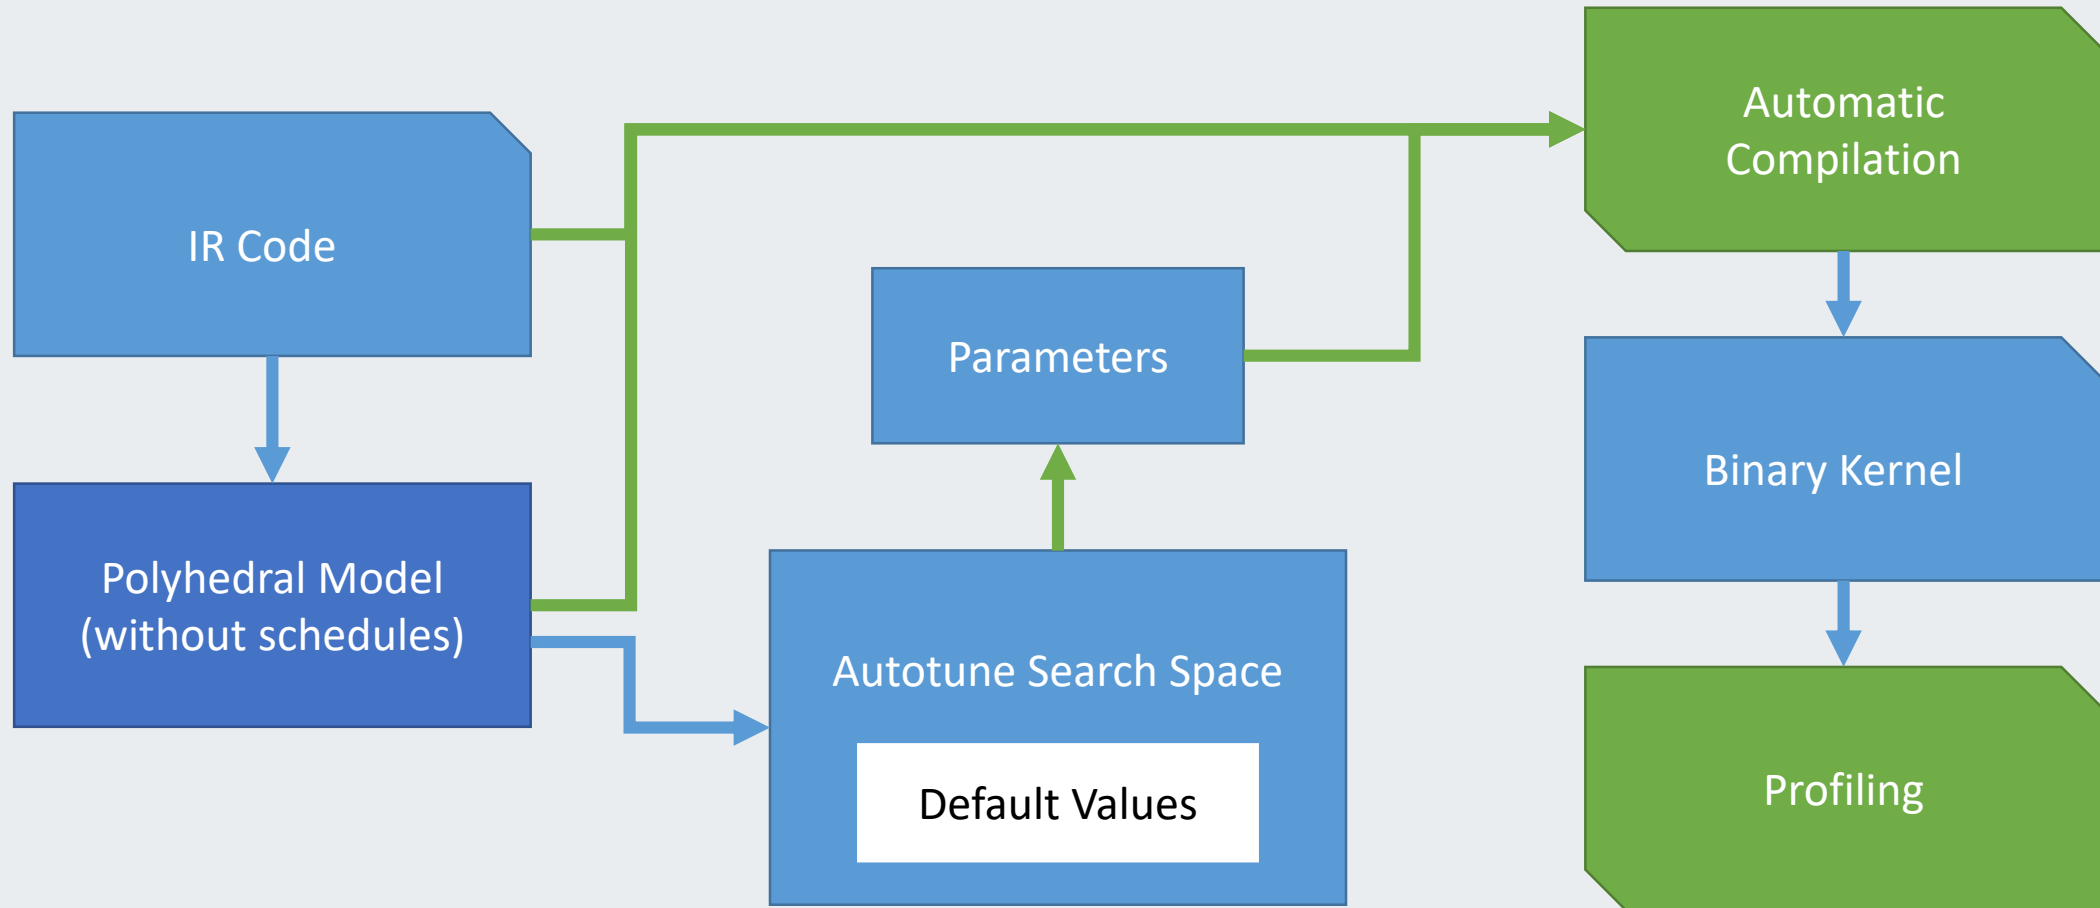 IR Code
Polyhedral Model
(without schedules)
Parameters
Autotune Search Space
Default Values
Automatic
Compilation
Binary Kernel
Profiling